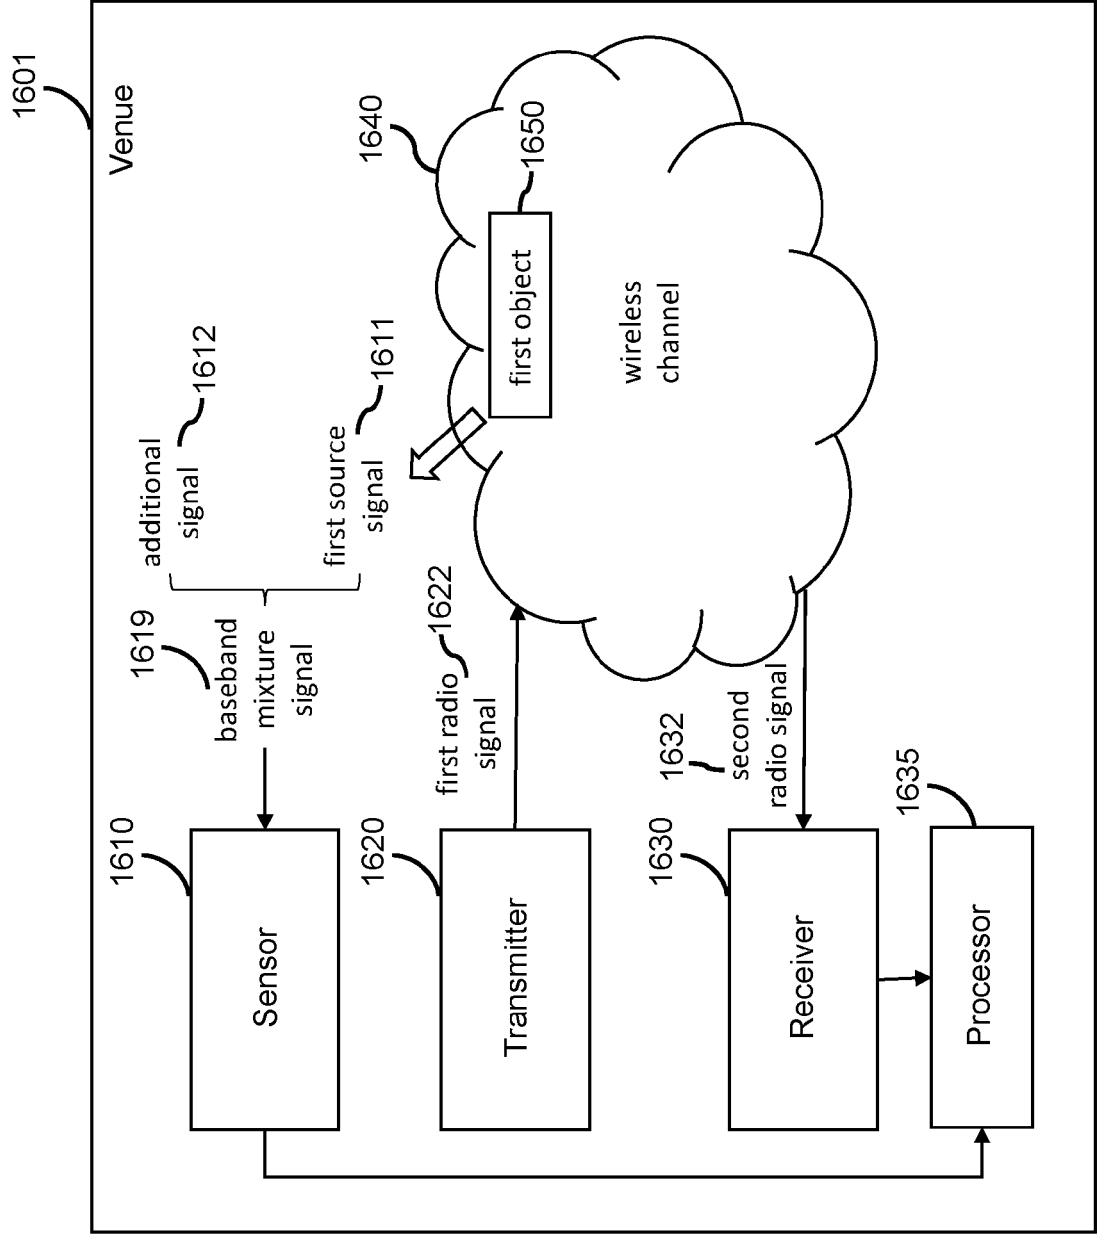 1601
Venue
1610
Sensor
1619
baseband
mixture
signal
additional
signal
1612
first source
signal
1611
1620
Transmitter
first radio
signal
1622
1640
first object
1650
wireless
channel
1630
Receiver
1632
second
radio signal
1635
Processor